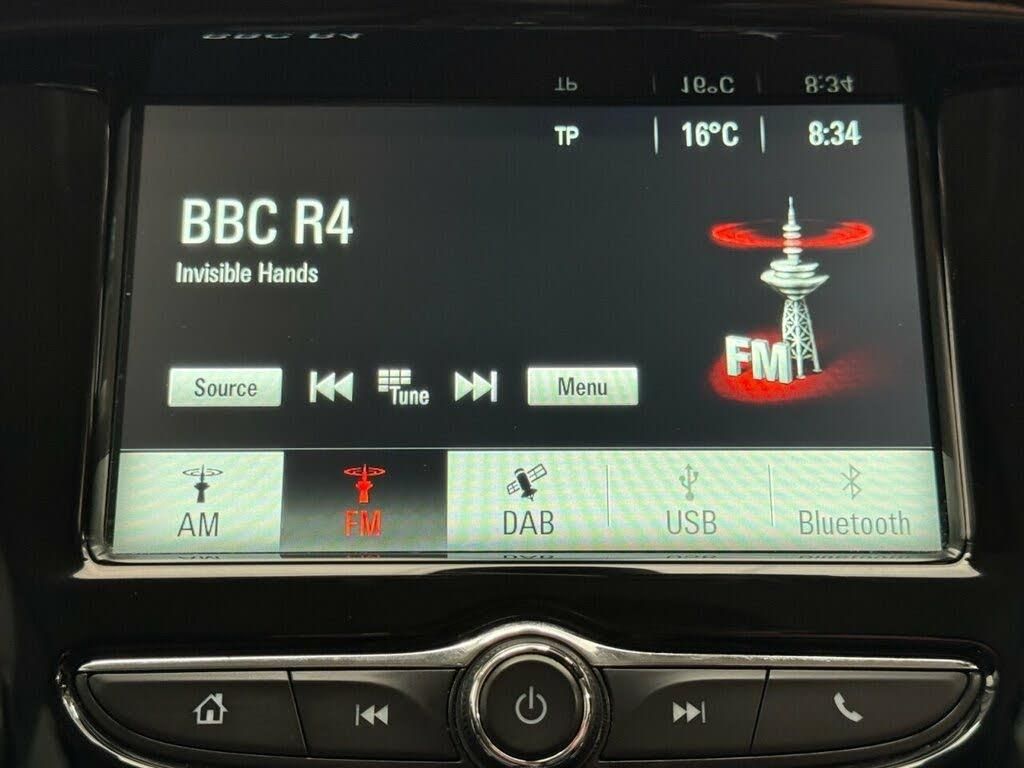 TP 16°C 8:34
BBC R4
Invisible Hands
FM
Source Tune Menu
AM FM DAB USB Bluetooth